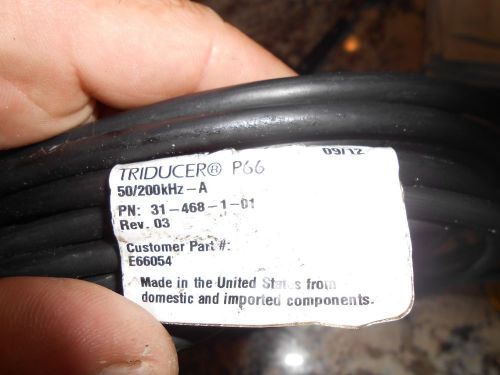 09/12
TRIDUCER® P66
50/200kHz-A
PN: 31-468-1-01
Rev. 03
Customer Part #:
E66054
Made in the United States from
domestic and imported components.